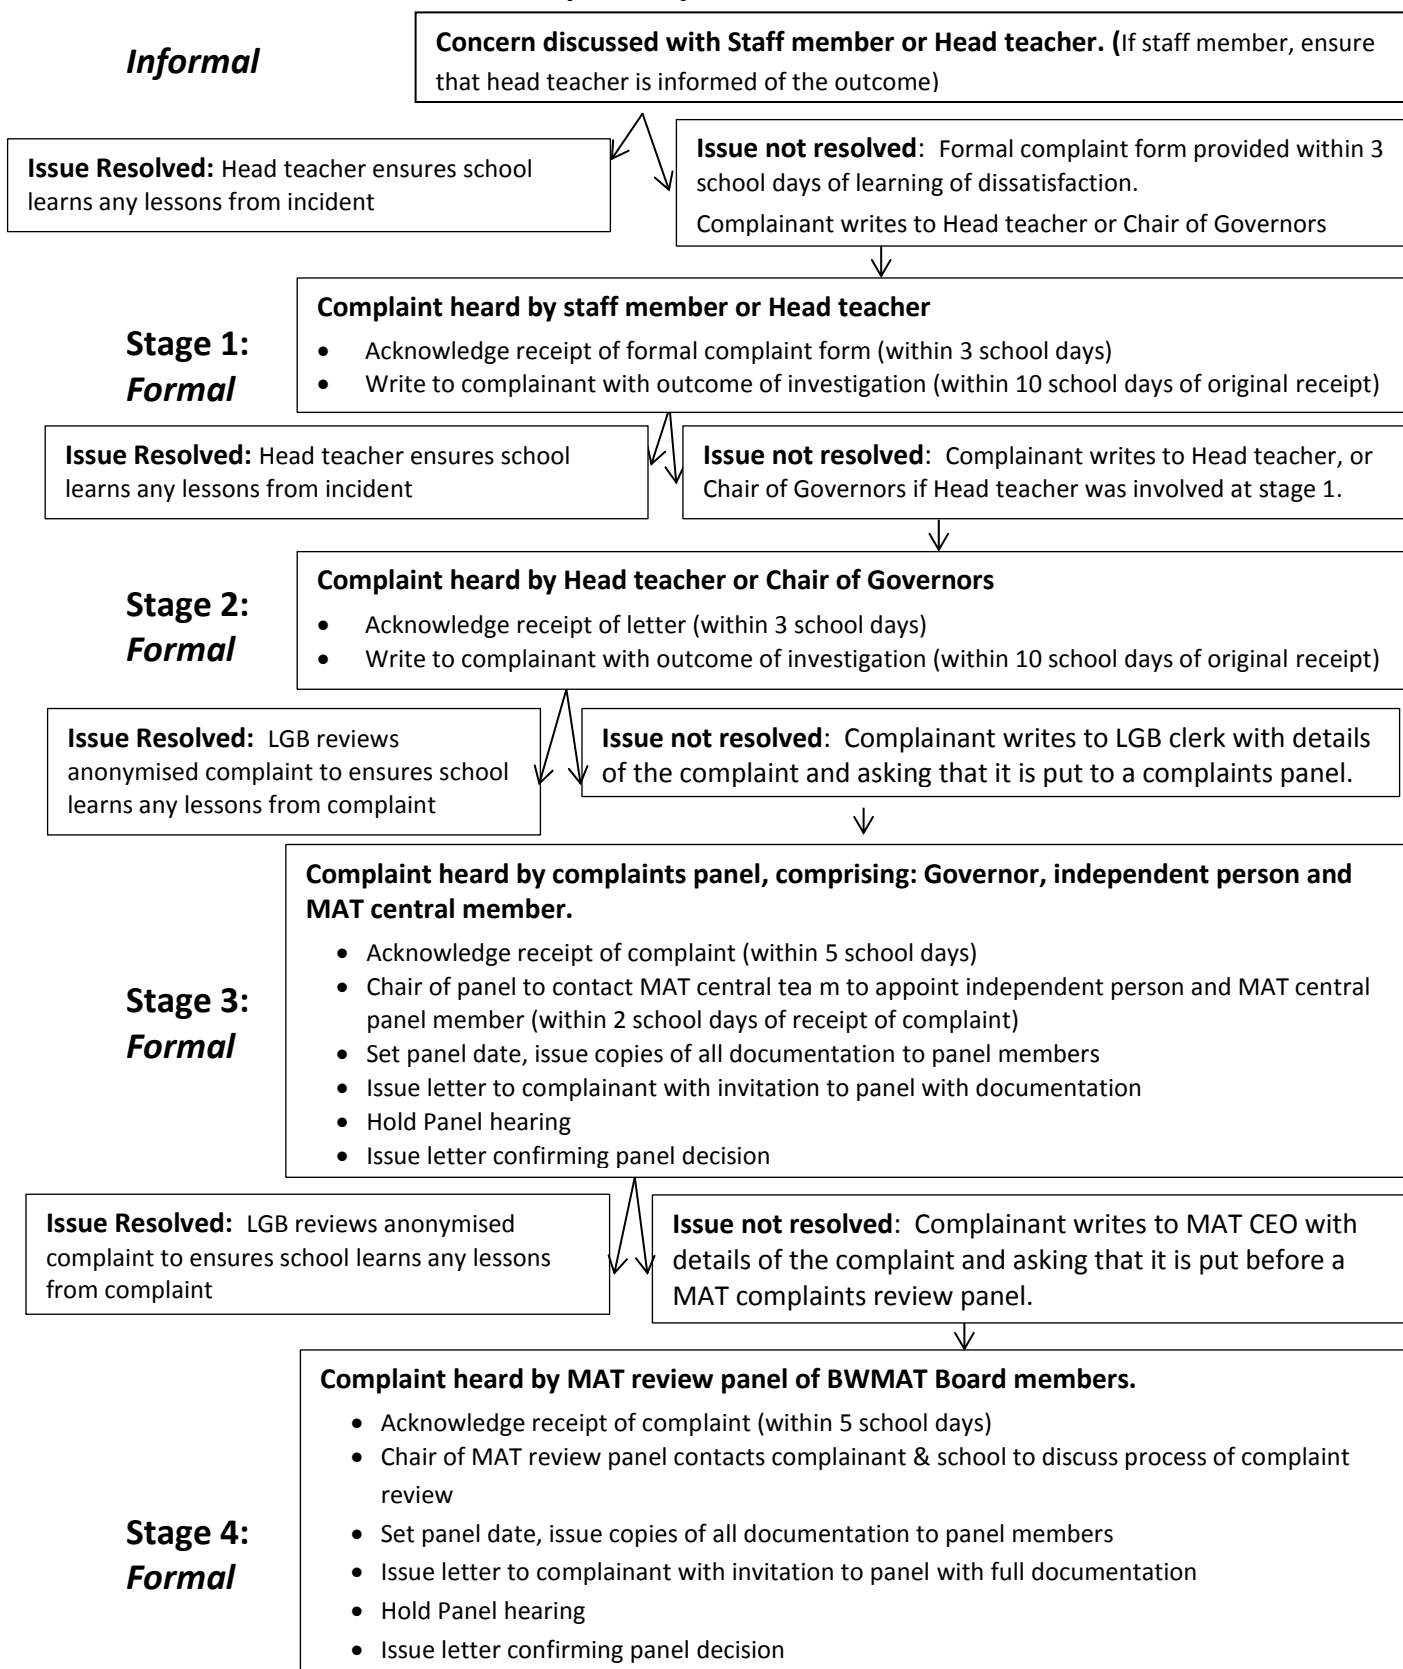 Informal
Concern discussed with Staff member or Head teacher. (If staff member, ensure
that head teacher is informed of the outcome)
Issue Resolved: Head teacher ensures school
learns any lessons from incident
Issue not resolved:  Formal complaint form provided within 3
school days of learning of dissatisfaction.
Complainant writes to Head teacher or Chair of Governors
Stage 1:
Formal
Complaint heard by staff member or Head teacher
• Acknowledge receipt of formal complaint form (within 3 school days)
• Write to complainant with outcome of investigation (within 10 school days of original receipt)
Issue Resolved: Head teacher ensures school
learns any lessons from incident
Issue not resolved:  Complainant writes to Head teacher, or
Chair of Governors if Head teacher was involved at stage 1.
Stage 2:
Formal
Complaint heard by Head teacher or Chair of Governors
• Acknowledge receipt of letter (within 3 school days)
• Write to complainant with outcome of investigation (within 10 school days of original receipt)
Issue Resolved:  LGB reviews
anonymised complaint to ensures school
learns any lessons from complaint
Issue not resolved:  Complainant writes to LGB clerk with details
of the complaint and asking that it is put to a complaints panel.
Stage 3:
Formal
Complaint heard by complaints panel, comprising: Governor, independent person and
MAT central member.
• Acknowledge receipt of complaint (within 5 school days)
• Chair of panel to contact MAT central tea m to appoint independent person and MAT central
panel member (within 2 school days of receipt of complaint)
• Set panel date, issue copies of all documentation to panel members
• Issue letter to complainant with invitation to panel with documentation
• Hold Panel hearing
• Issue letter confirming panel decision
Issue Resolved:  LGB reviews anonymised
complaint to ensures school learns any lessons
from complaint
Issue not resolved:  Complainant writes to MAT CEO with
details of the complaint and asking that it is put before a
MAT complaints review panel.
Stage 4:
Formal
Complaint heard by MAT review panel of BWMAT Board members.
• Acknowledge receipt of complaint (within 5 school days)
• Chair of MAT review panel contacts complainant & school to discuss process of complaint
review
• Set panel date, issue copies of all documentation to panel members
• Issue letter to complainant with invitation to panel with full documentation
• Hold Panel hearing
• Issue letter confirming panel decision